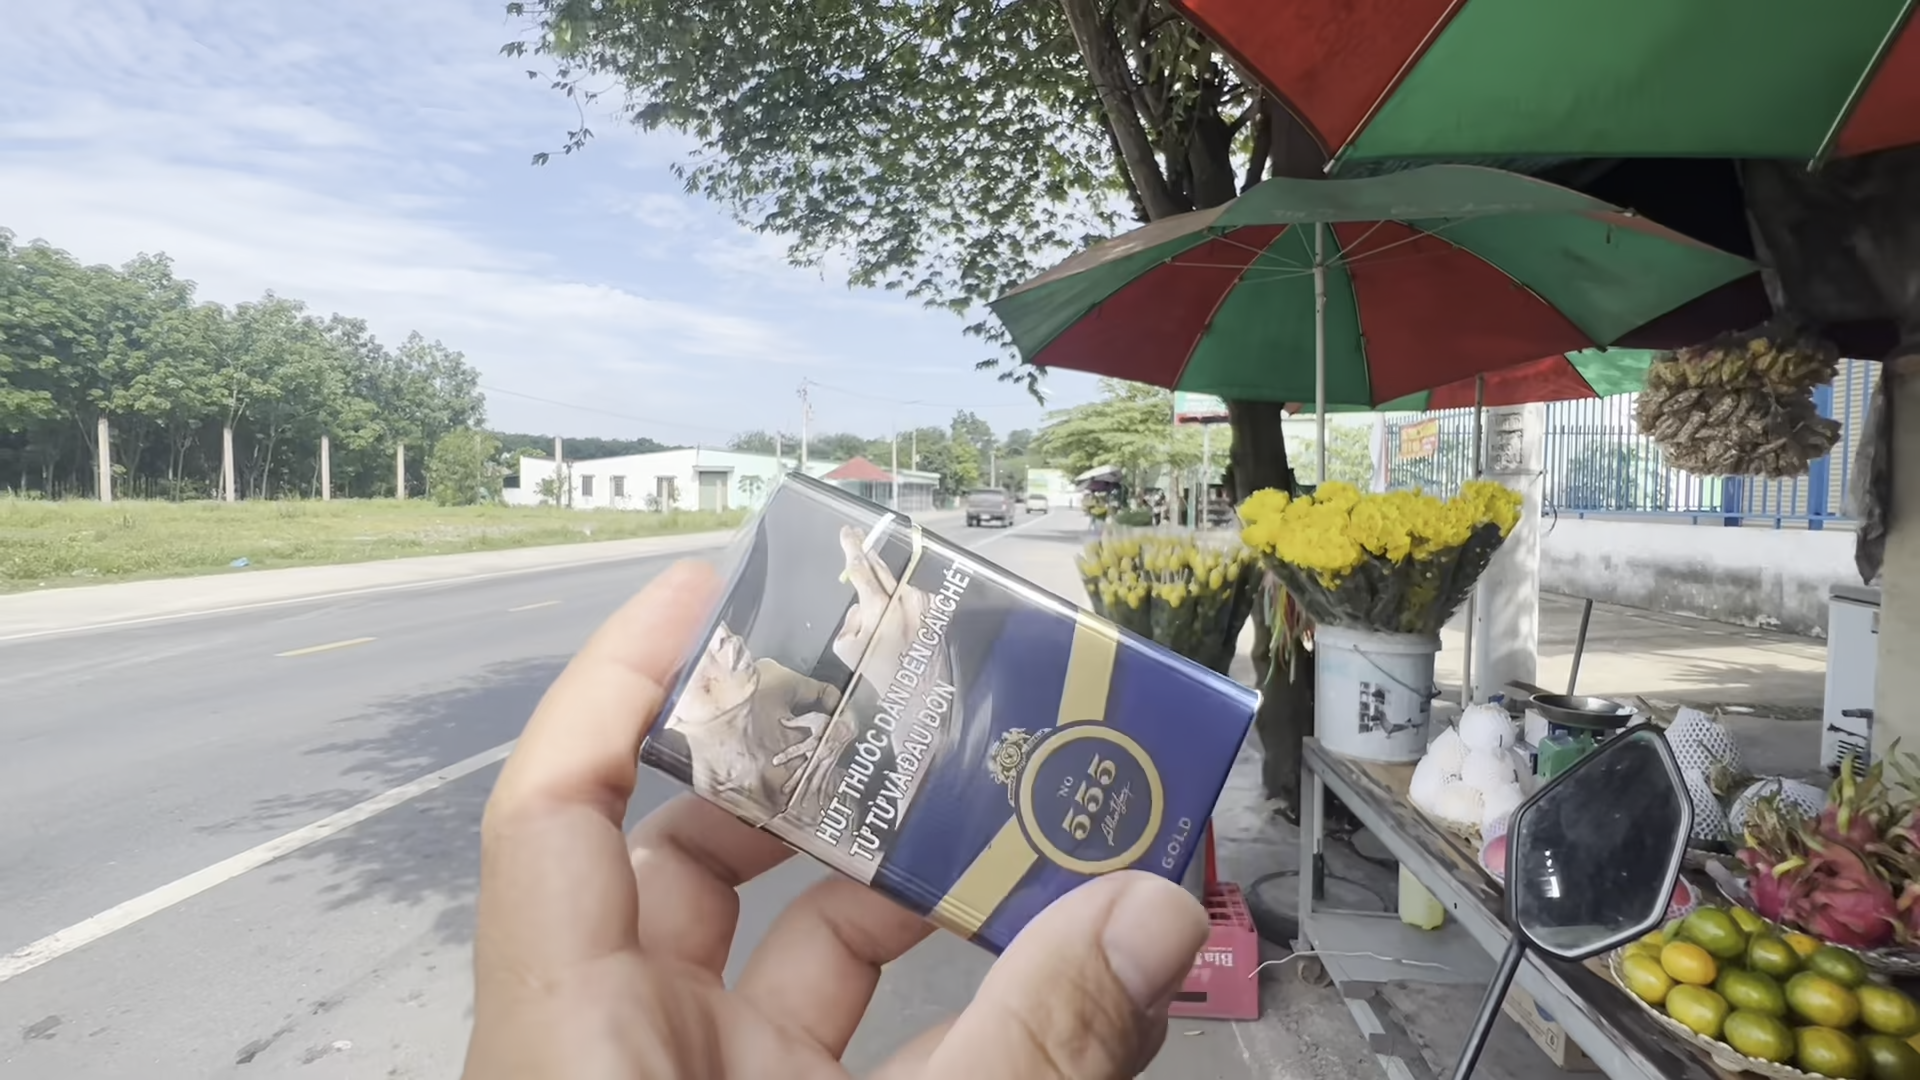 HÚT THUỐC DẪN ĐẾN CÁI CHẾT
TỪ TỪ VÀ ĐAU ĐỚN
NO
555
GOLD